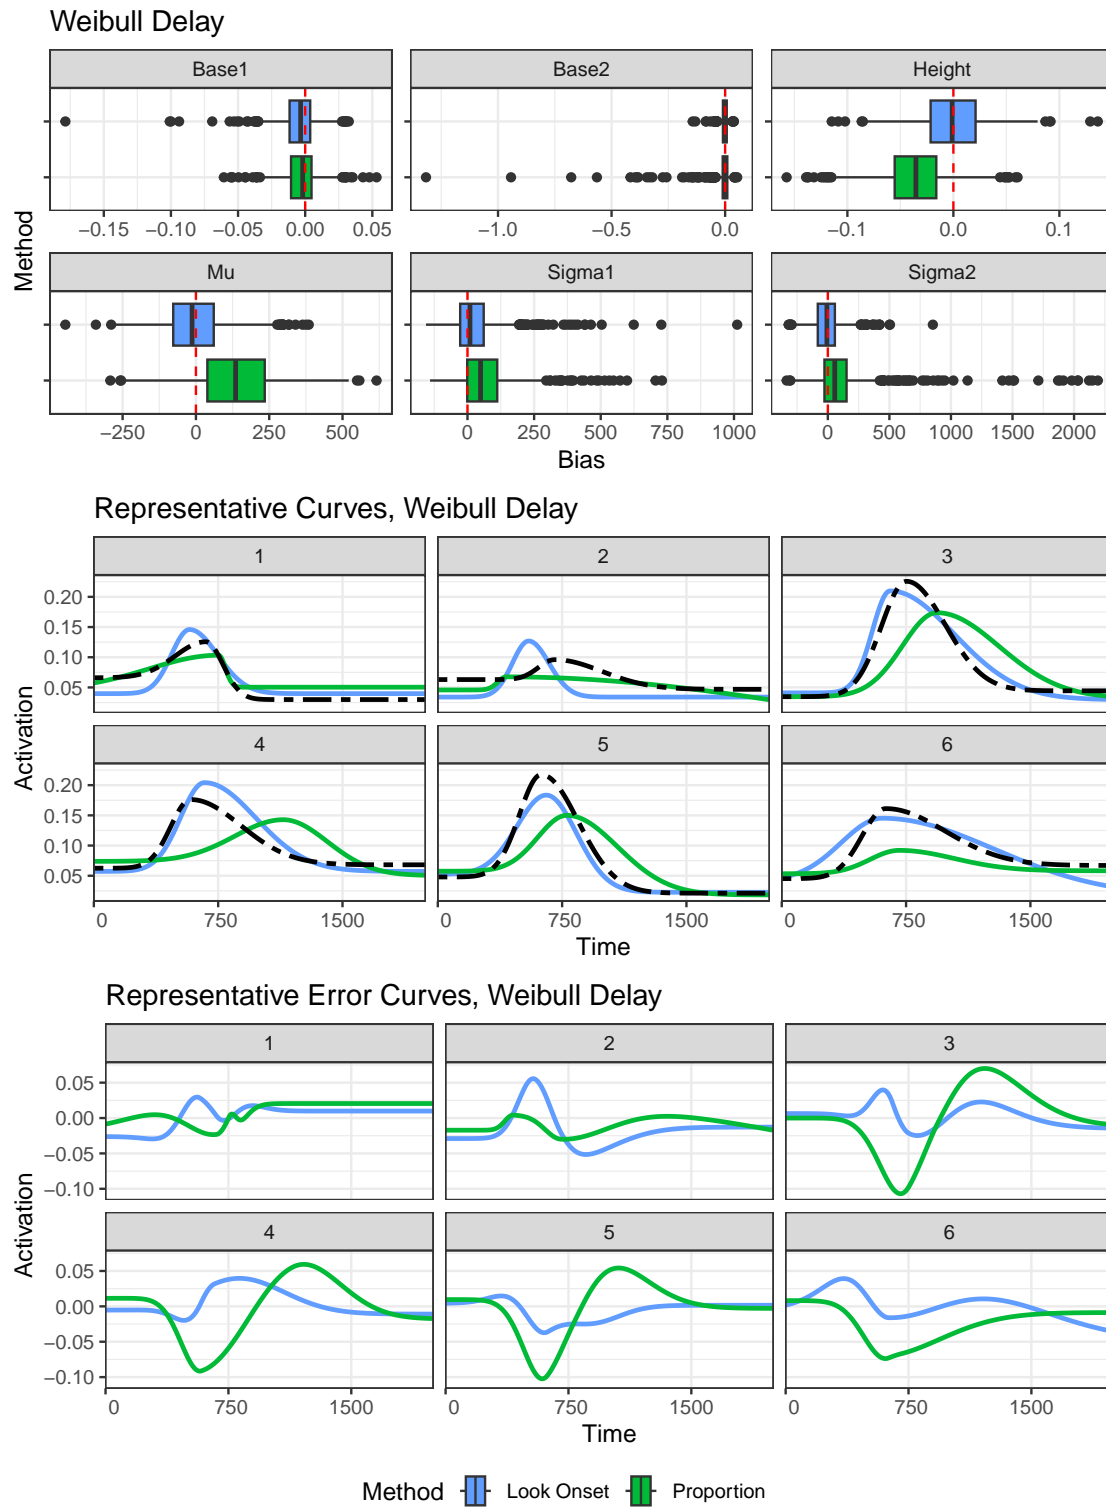 Weibull Delay
Base1 Base2 Height
−0.15 −0.10 −0.05 0.00 0.05 −1.0 −0.5 0.0 −0.1 0.0 0.1
Method
Mu Sigma1 Sigma2
−250 0 250 500 0 250 500 750 1000 0 500 1000 1500 2000
Bias
Representative Curves, Weibull Delay
1 2 3
0.20
0.15
0.10
0.05
Activation
4 5 6
0.20
0.15
0.10
0.05
0 750 1500 0 750 1500 0 750 1500
Time
Representative Error Curves, Weibull Delay
1 2 3
0.05
0.00
−0.05
−0.10
Activation
4 5 6
0.05
0.00
−0.05
−0.10
0 750 1500 0 750 1500 0 750 1500
Time
Method Look Onset Proportion